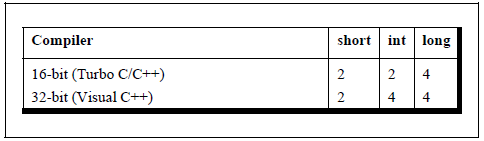 Compiler short int long
16-bit (Turbo C/C++) 2 2 4
32-bit (Visual C++) 2 4 4